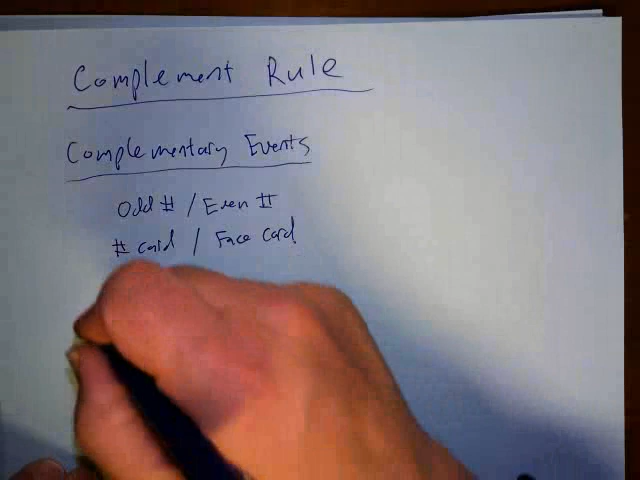 Complement Rule
Complementary Events
Odd # / Even #
# Card / Face Card